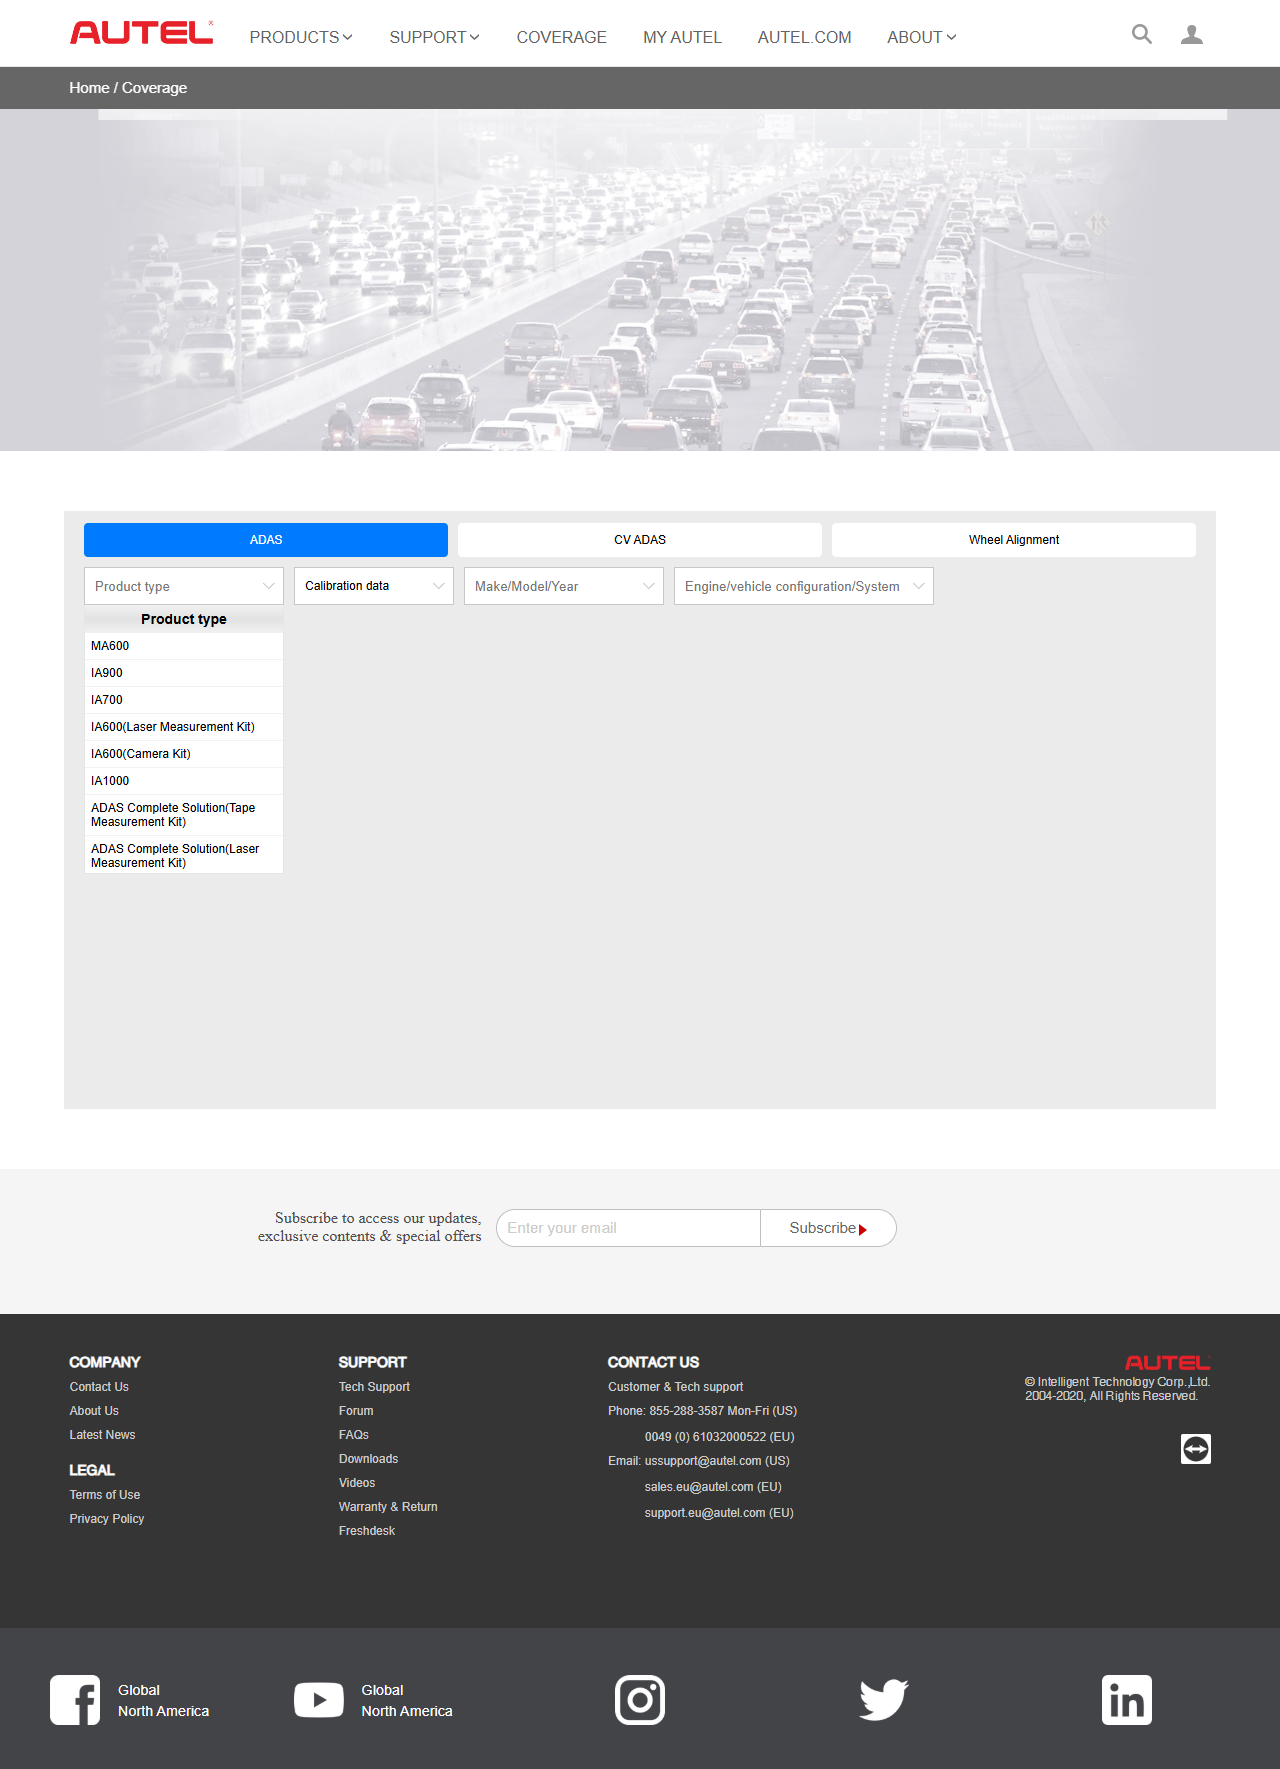 AUTEL
PRODUCTS SUPPORT COVERAGE MY AUTEL AUTEL.COM ABOUT
Home / Coverage
ADAS CV ADAS Wheel Alignment
Product type Calibration data Make/Model/Year Engine/vehicle configuration/System
Product type
MA600
IA900
IA700
IA600(Laser Measurement Kit)
IA600(Camera Kit)
IA1000
ADAS Complete Solution(Tape
Measurement Kit)
ADAS Complete Solution(Laser
Measurement Kit)
Subscribe to access our updates,
exclusive contents & special offers
Enter your email Subscribe
COMPANY
Contact Us
About Us
Latest News
LEGAL
Terms of Use
Privacy Policy
SUPPORT
Tech Support
Forum
FAQs
Downloads
Videos
Warranty & Return
Freshdesk
CONTACT US
Customer & Tech support
Phone: 855-288-3587 Mon-Fri (US)
0049 (0) 61032000522 (EU)
Email: ussupport@autel.com (US)
sales.eu@autel.com (EU)
support.eu@autel.com (EU)
AUTEL
© Intelligent Technology Corp.,Ltd.
2004-2020, All Rights Reserved.
Global
North America
Global
North America
in